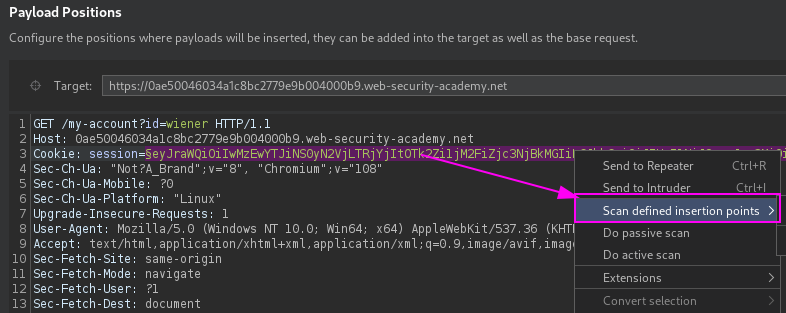 Payload Positions
Configure the positions where payloads will be inserted, they can be added into the target as well as the base request.
Target: https://0ae50046034a1c8bc2779e9b004000b9.web-security-academy.net
1 GET /my-account?id=wiener HTTP/1.1
2 Host: 0ae50046034a1c8bc2779e9b004000b9.web-security-academy.net
3 Cookie: session=
4 Sec-Ch-Ua: "Not?A_Brand";v="8", "Chromium";v="108"
5 Sec-Ch-Ua-Mobile: ?0
6 Sec-Ch-Ua-Platform: "Linux"
7 Upgrade-Insecure-Requests: 1
8 User-Agent: Mozilla/5.0 (Windows NT 10.0; Win64; x64) AppleWebKit/537.36 (KHT
9 Accept: text/html,application/xhtml+xml,application/xml;q=0.9,image/avif,imag
10 Sec-Fetch-Site: same-origin
11 Sec-Fetch-Mode: navigate
12 Sec-Fetch-User: ?1
13 Sec-Fetch-Dest: document
Send to Repeater Ctrl+R
Send to Intruder Ctrl+I
Scan defined insertion points >
Do passive scan
Do active scan
Extensions >
Convert selection >